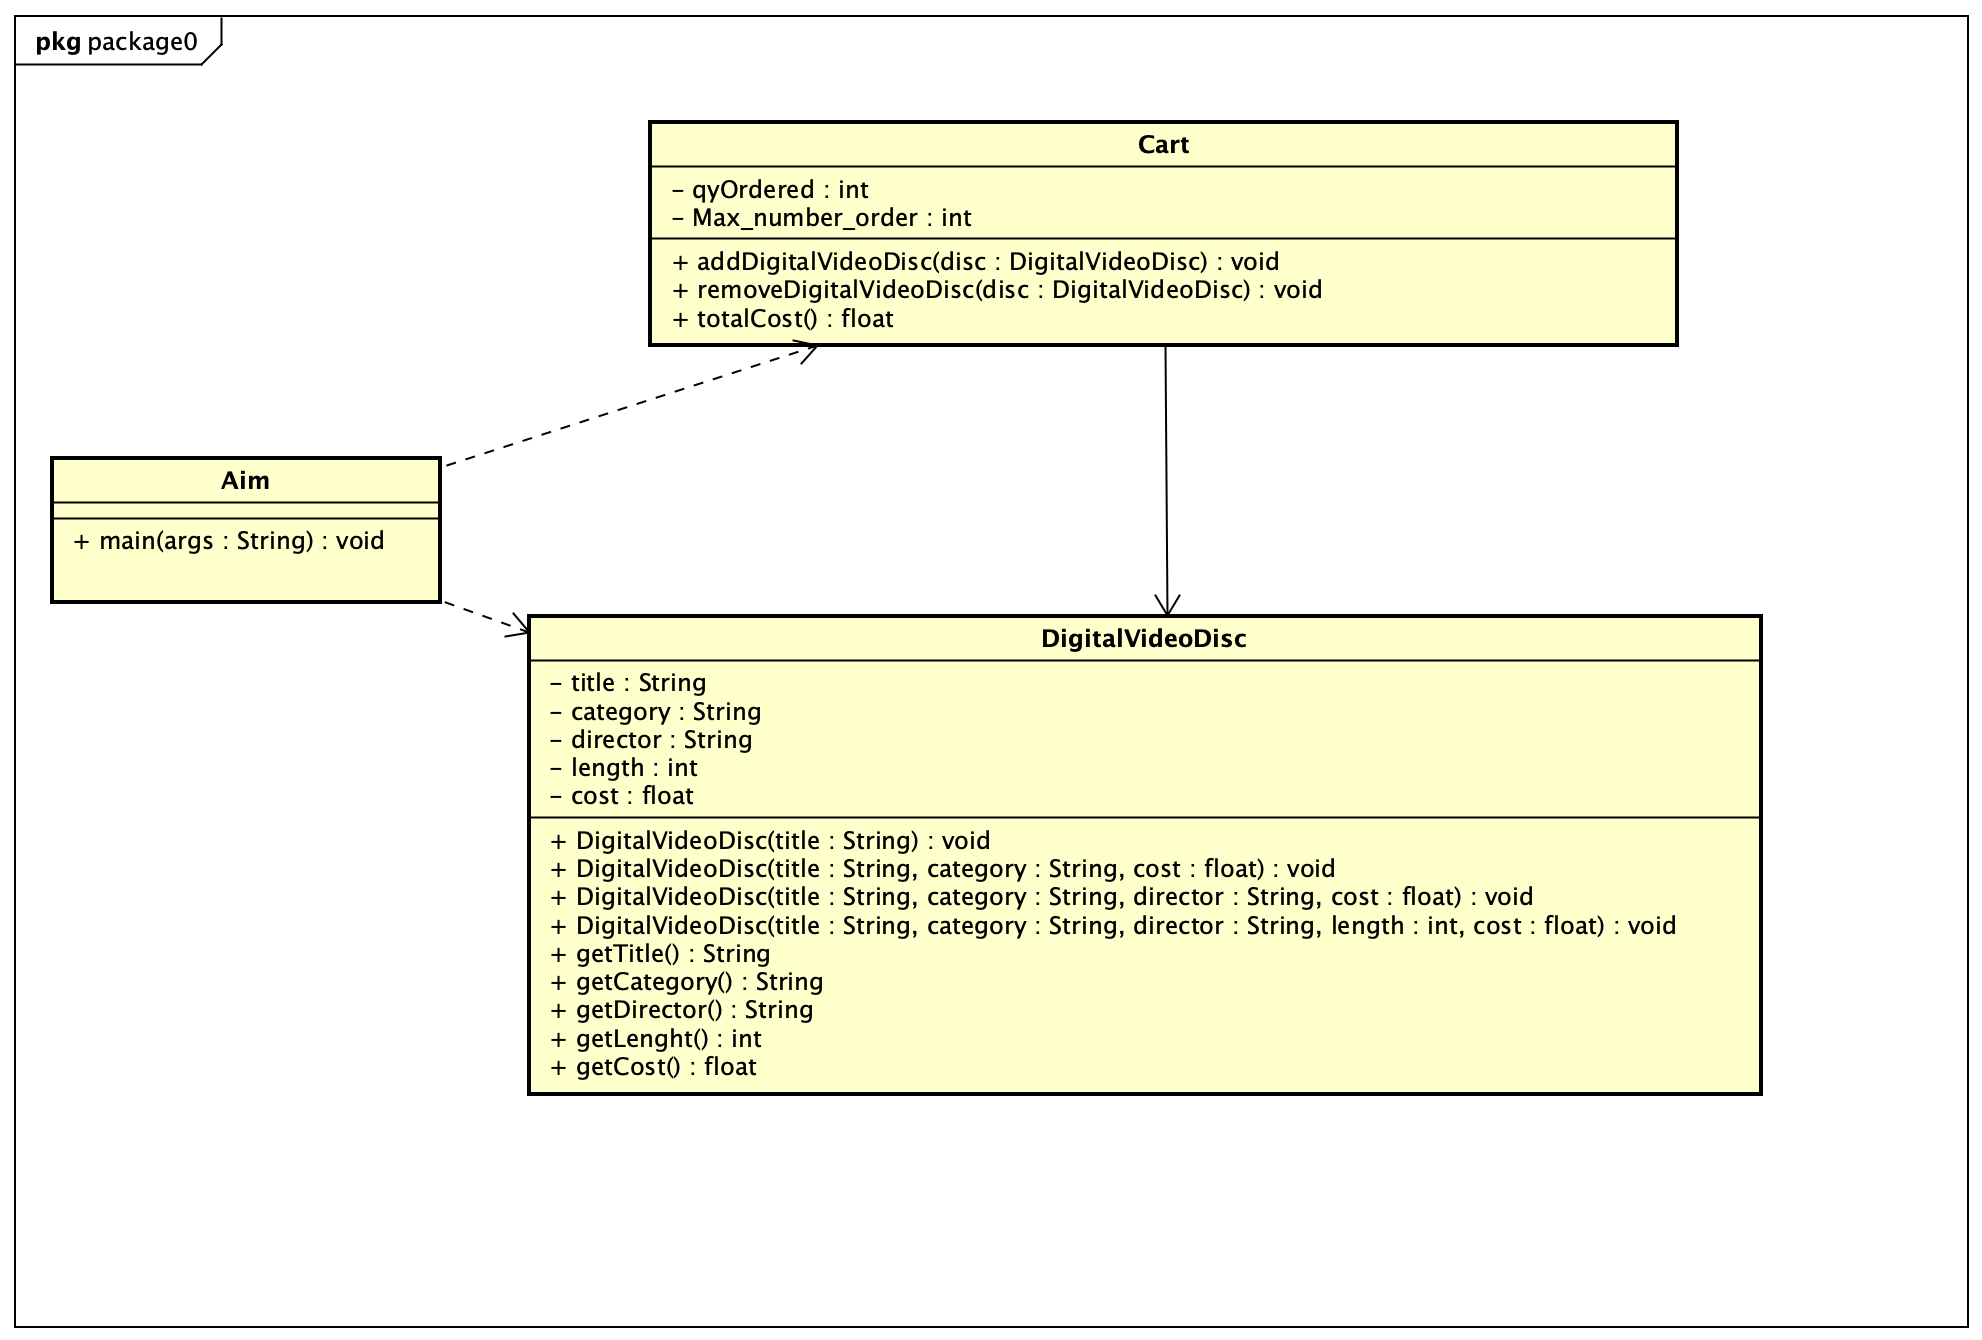 pkg package0
Cart
– qyOrdered : int
– Max_number_order : int
+ addDigitalVideoDisc(disc : DigitalVideoDisc) : void
+ removeDigitalVideoDisc(disc : DigitalVideoDisc) : void
+ totalCost() : float
Aim
+ main(args : String) : void
DigitalVideoDisc
– title : String
– category : String
– director : String
– length : int
– cost : float
+ DigitalVideoDisc(title : String) : void
+ DigitalVideoDisc(title : String, category : String, cost : float) : void
+ DigitalVideoDisc(title : String, category : String, director : String, cost : float) : void
+ DigitalVideoDisc(title : String, category : String, director : String, length : int, cost : float) : void
+ getTitle() : String
+ getCategory() : String
+ getDirector() : String
+ getLenght() : int
+ getCost() : float